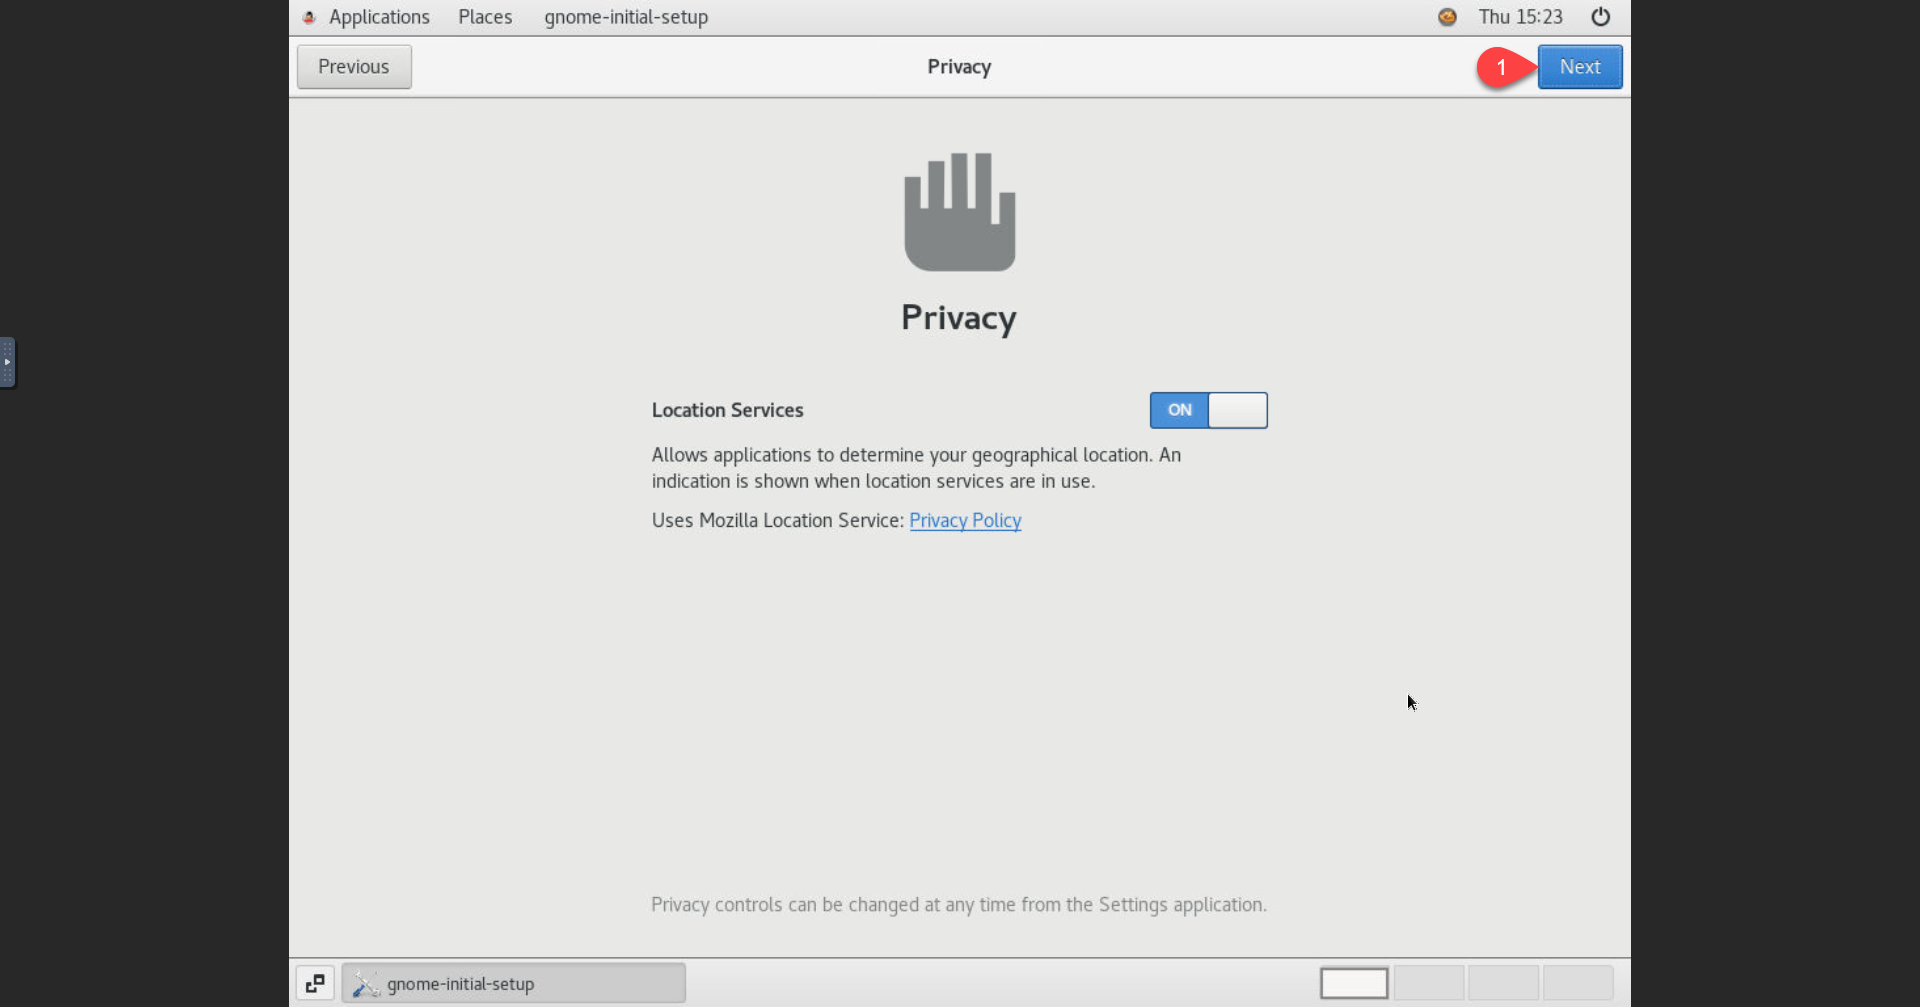 Applications Places gnome-initial-setup Thu 15:23
Previous Privacy 1 Next
Privacy
Location Services ON
Allows applications to determine your geographical location. An
indication is shown when location services are in use.
Uses Mozilla Location Service: Privacy Policy
Privacy controls can be changed at any time from the Settings application.
gnome-initial-setup